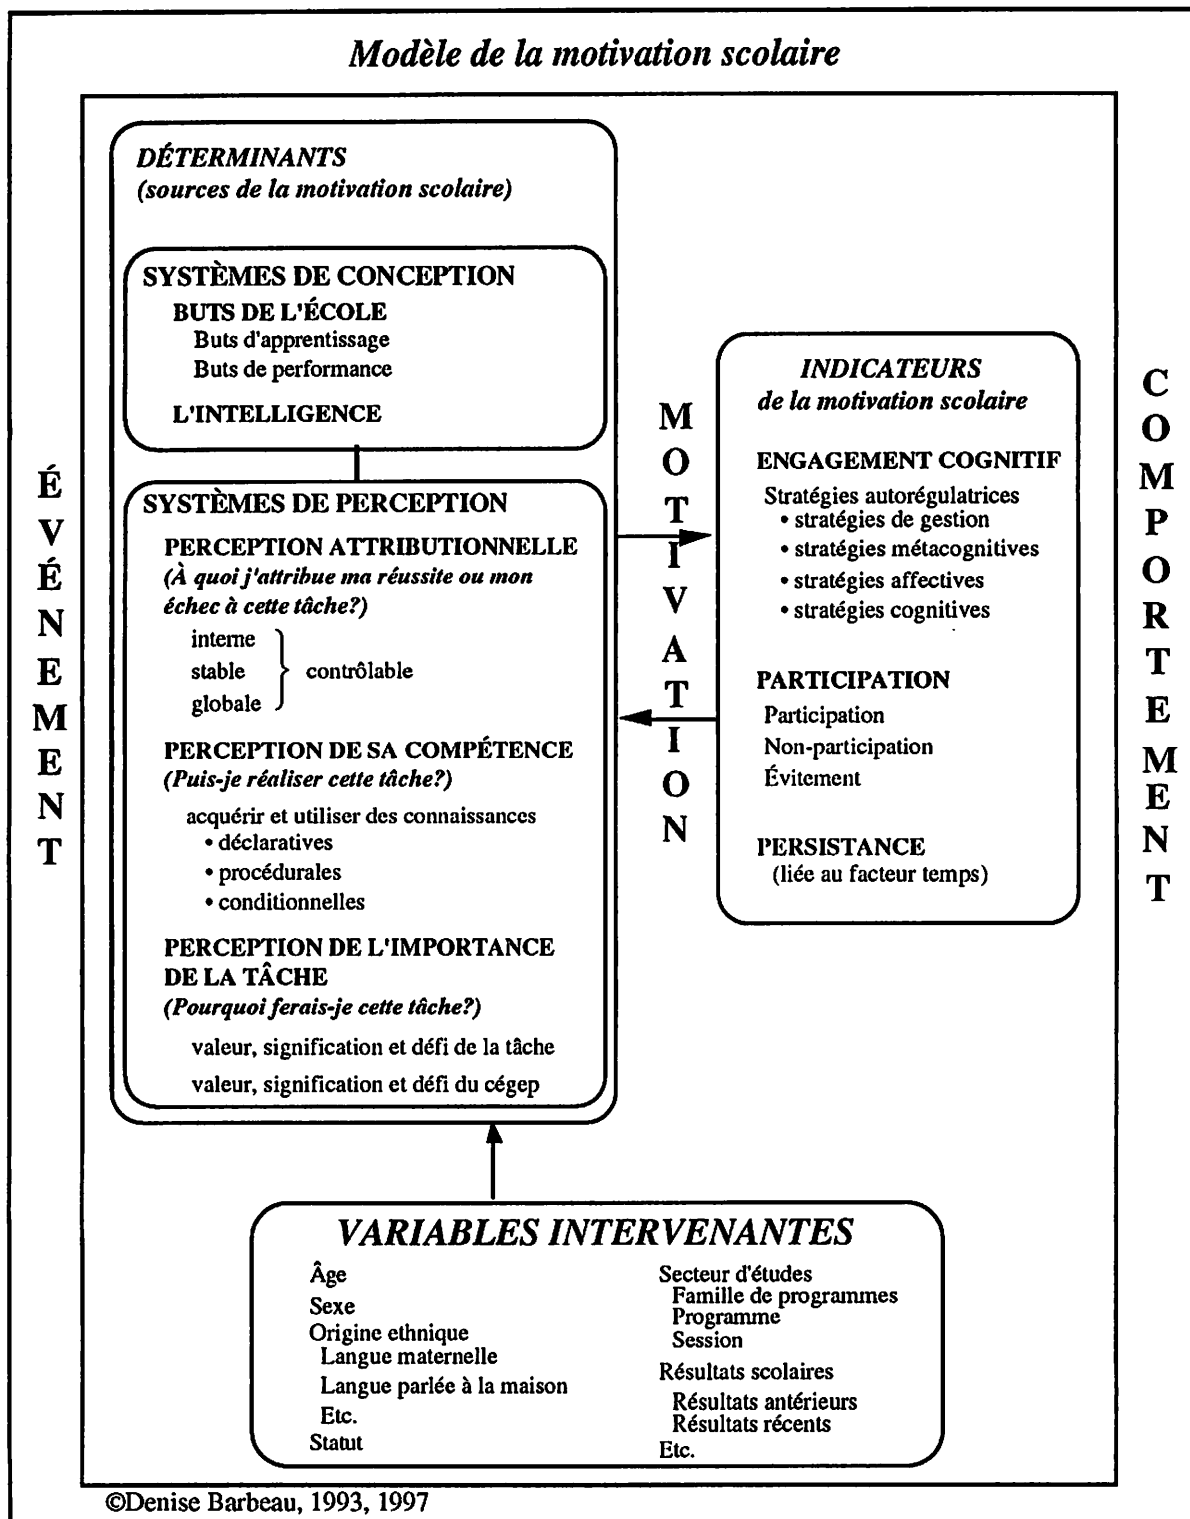 Modèle de la motivation scolaire
DÉTERMINANTS
(sources de la motivation scolaire)
SYSTÈMES DE CONCEPTION
BUTS DE L'ÉCOLE
Buts d'apprentissage
Buts de performance
L'INTELLIGENCE
SYSTÈMES DE PERCEPTION
PERCEPTION ATTRIBUTIONNELLE
(À quoi j'attribue ma réussite ou mon
échec à cette tâche?)
interne
stable
globale
contrôlable
PERCEPTION DE SA COMPÉTENCE
(Puis-je réaliser cette tâche?)
acquérir et utiliser des connaissances
• déclaratives
• procédurales
• conditionnelles
PERCEPTION DE L'IMPORTANCE
DE LA TÂCHE
(Pourquoi ferais-je cette tâche?)
valeur, signification et défi de la tâche
valeur, signification et défi du cégep
ÉVÉNEMENT
MOTIVATION
INDICATEURS
de la motivation scolaire
ENGAGEMENT COGNITIF
Stratégies autorégulatrices
• stratégies de gestion
• stratégies métacognitives
• stratégies affectives
• stratégies cognitives
PARTICIPATION
Participation
Non-participation
Évitement
PERSISTANCE
(liée au facteur temps)
COMPORTEMENT
VARIABLES INTERVENANTES
Âge
Sexe
Origine ethnique
Langue maternelle
Langue parlée à la maison
Etc.
Statut
Secteur d'études
Famille de programmes
Programme
Session
Résultats scolaires
Résultats antérieurs
Résultats récents
Etc.
©Denise Barbeau, 1993, 1997